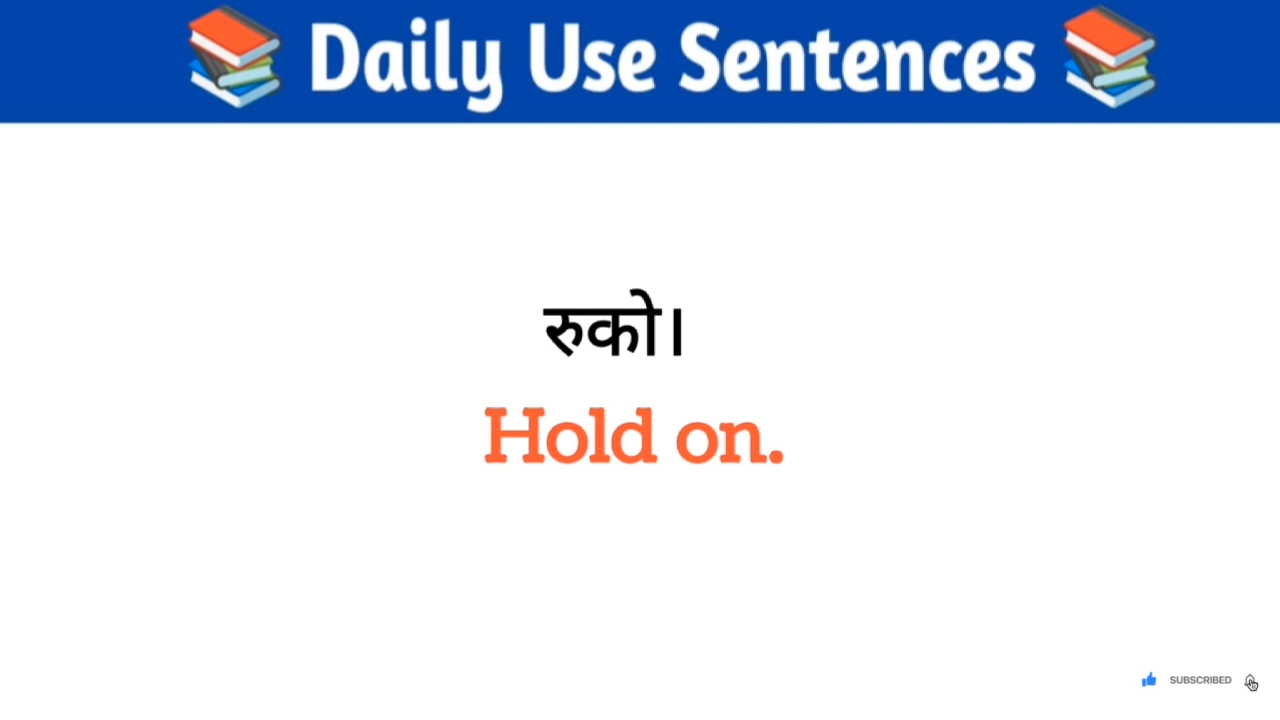 Daily Use Sentences
रुको।
Hold on.
SUBSCRIBED